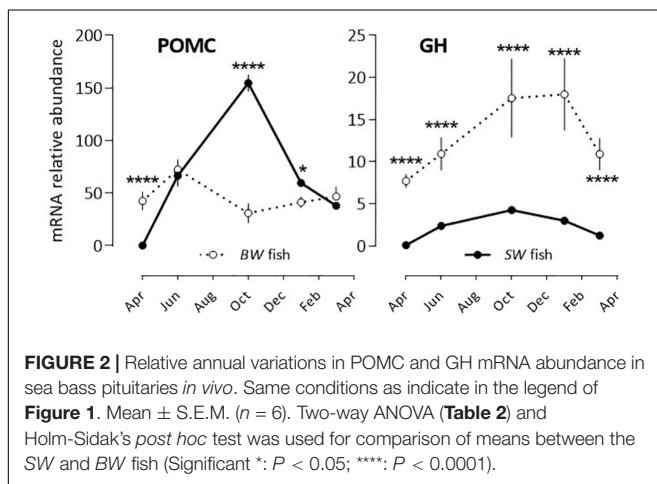 POMC
GH
mRNA relative abundance
200
150
100
50
0
****
****
*
BW fish
Apr
Jun
Aug
Oct
Dec
Feb
Apr
25
20
15
10
5
0
****
****
****
****
****
SW fish
Apr
Jun
Aug
Oct
Dec
Feb
Apr
FIGURE 2 | Relative annual variations in POMC and GH mRNA abundance in
sea bass pituitaries in vivo. Same conditions as indicate in the legend of
Figure 1. Mean ± S.E.M. (n = 6). Two-way ANOVA (Table 2) and
Holm-Sidak's post hoc test was used for comparison of means between the
SW and BW fish (Significant *: P < 0.05; ****: P < 0.0001).